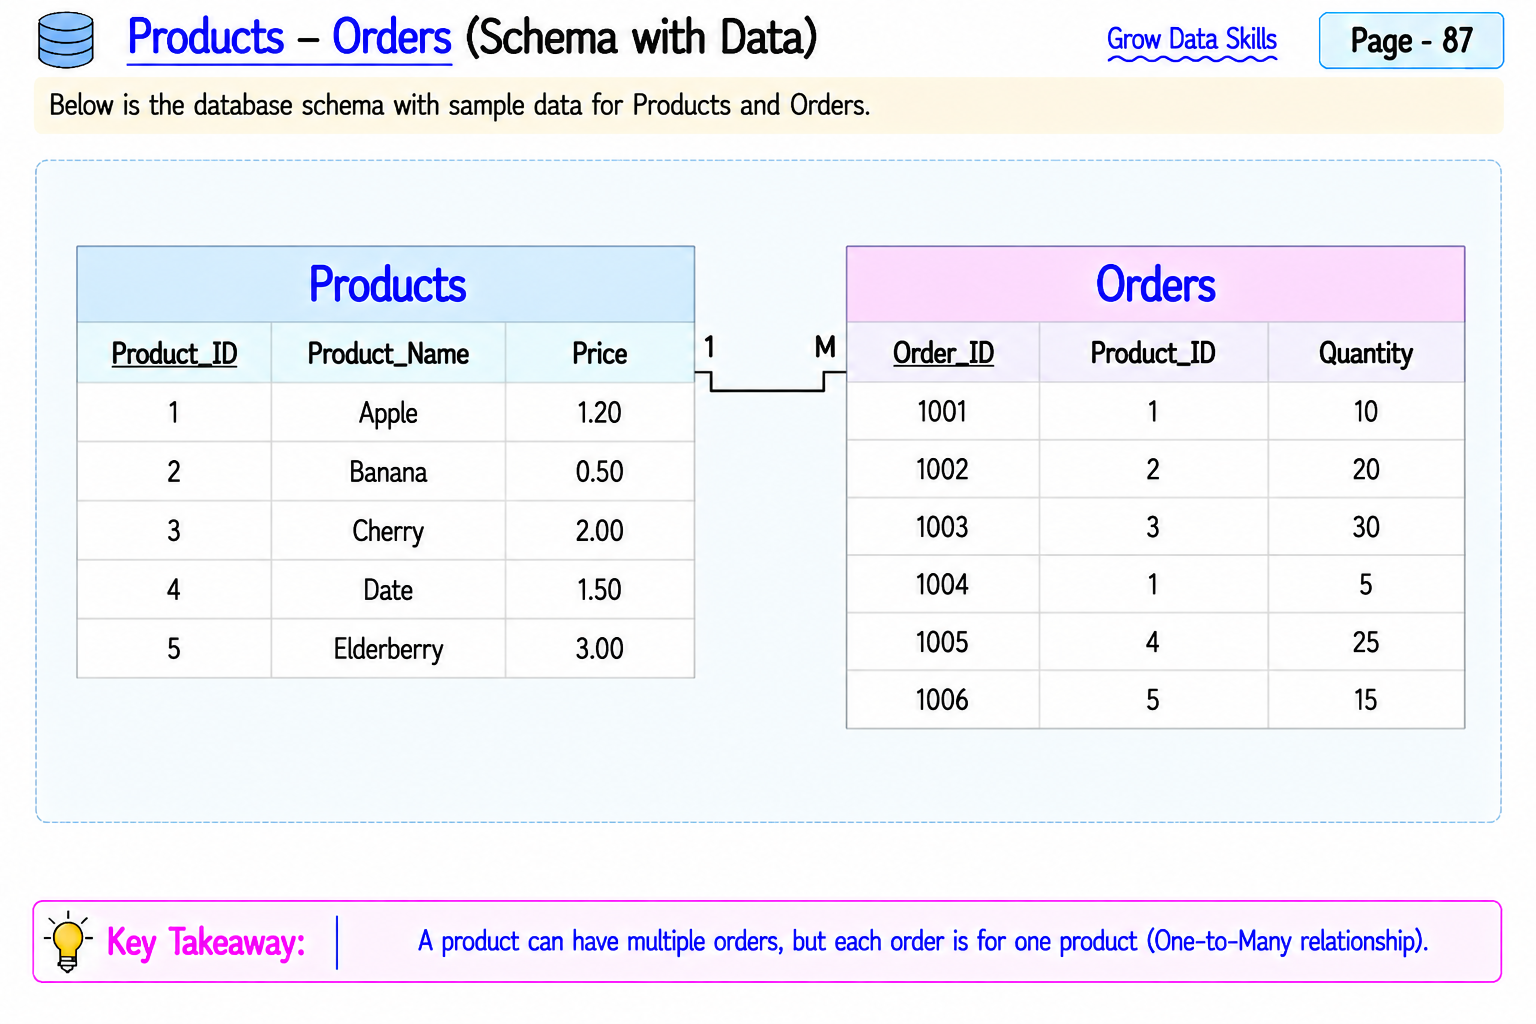 Products – Orders (Schema with Data)
Grow Data Skills
Page - 87
Below is the database schema with sample data for Products and Orders.
Products
Product_ID Product_Name Price
1 Apple 1.20
2 Banana 0.50
3 Cherry 2.00
4 Date 1.50
5 Elderberry 3.00
1 M
Orders
Order_ID Product_ID Quantity
1001 1 10
1002 2 20
1003 3 30
1004 1 5
1005 4 25
1006 5 15
Key Takeaway:
A product can have multiple orders, but each order is for one product (One-to-Many relationship).